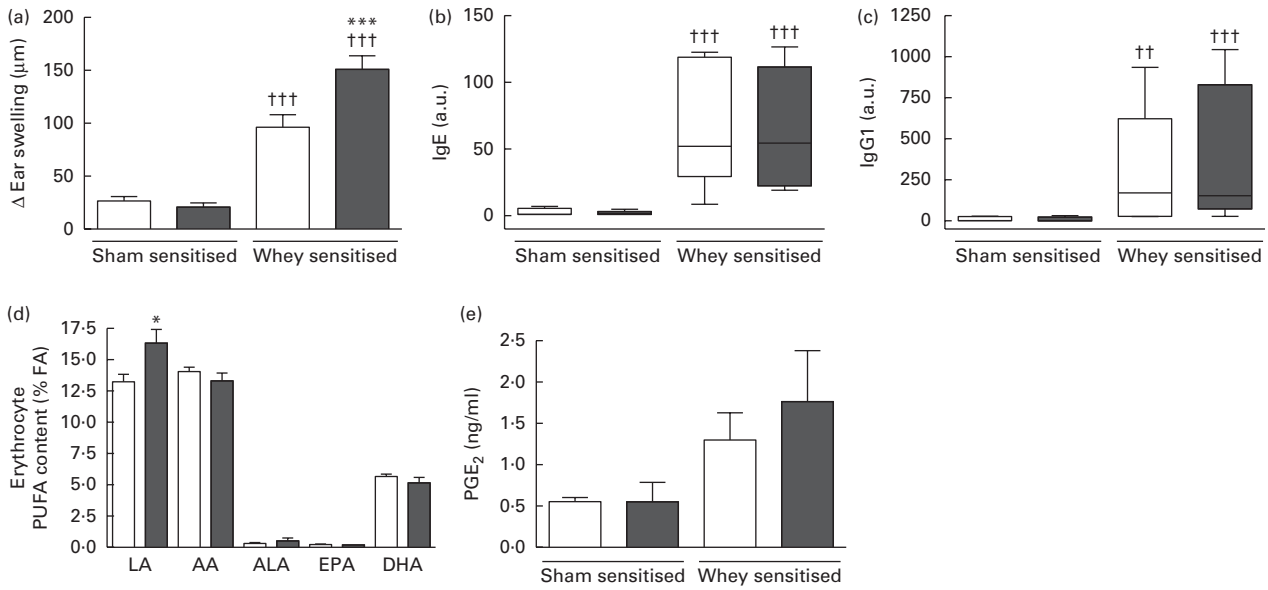 (a)
Δ Ear swelling (μm)
200
150
100
50
0
†††
***
†††
Sham sensitised
Whey sensitised
(b)
IgE (a.u.)
150
100
50
0
†††
†††
Sham sensitised
Whey sensitised
(c)
IgG1 (a.u.)
1250
1000
750
500
250
0
††
†††
Sham sensitised
Whey sensitised
(d)
Erythrocyte
PUFA content (% FA)
17·5
15·0
12·5
10·0
7·5
5·0
2·5
0·0
*
LA
AA
ALA
EPA
DHA
(e)
PGE₂ (ng/ml)
2·5
2·0
1·5
1·0
0·5
0·0
Sham sensitised
Whey sensitised